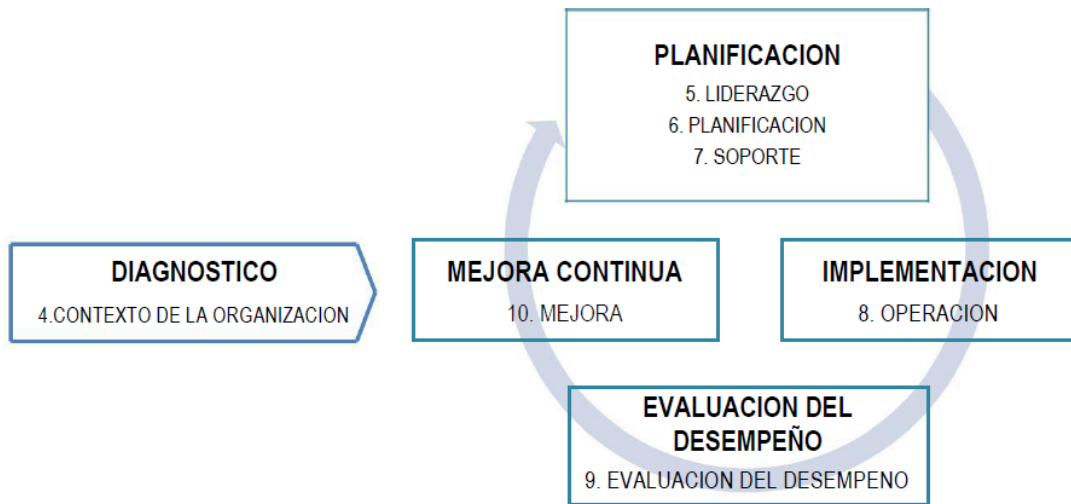 PLANIFICACION
5. LIDERAZGO
6. PLANIFICACION
7. SOPORTE
DIAGNOSTICO
4.CONTEXTO DE LA ORGANIZACION
MEJORA CONTINUA
10. MEJORA
IMPLEMENTACION
8. OPERACION
EVALUACION DEL
DESEMPEÑO
9. EVALUACION DEL DESEMPENO